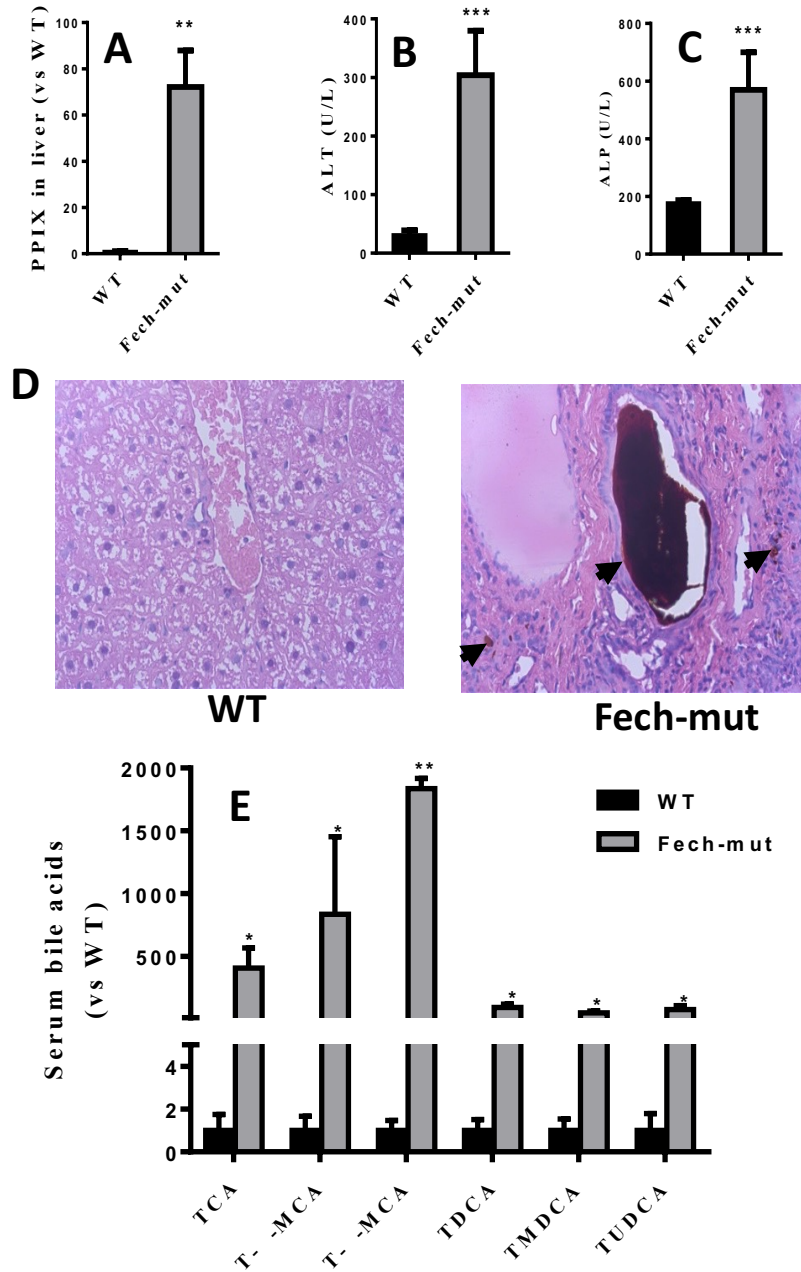 A
PPIX in liver (vs WT)
100
80
60
40
20
0
**
WT
Fech-mut
B
ALT (U/L)
400
300
200
100
0
***
WT
Fech-mut
C
ALP (U/L)
800
600
400
200
0
***
WT
Fech-mut
D
WT
Fech-mut
E
Serum bile acids
(vs WT)
2000
1500
1000
500
4
2
0
*
*
**
*
*
*
WT
Fech-mut
TCA
T- -MCA
T- -MCA
TDCA
TMDCA
TUDCA